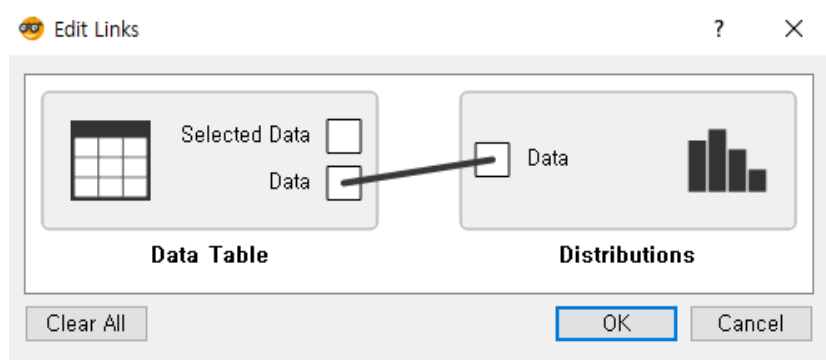 Edit Links
?
Selected Data
Data
Data
Data Table
Distributions
Clear All
OK
Cancel